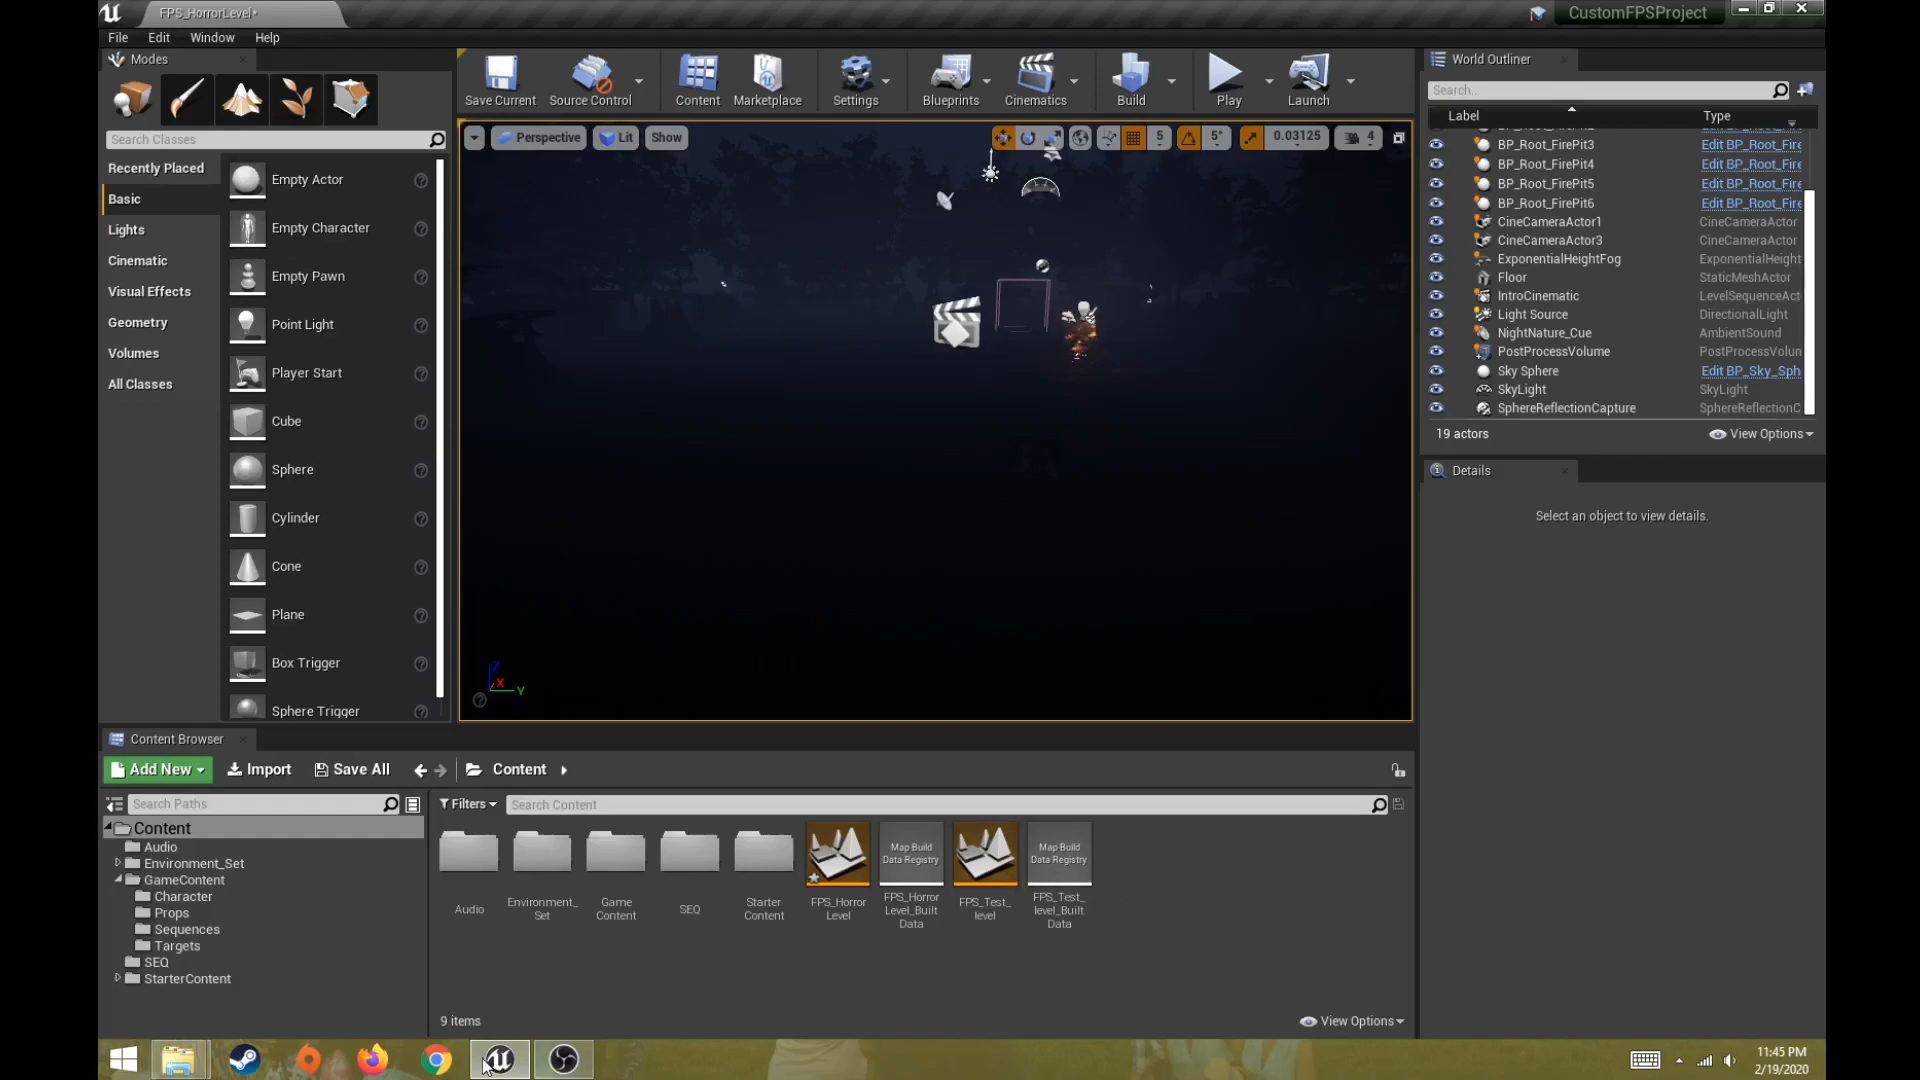 FPS_HorrorLevel*
CustomFPSProject
File Edit Window Help
Modes
Search Classes
Recently Placed
Basic
Lights
Cinematic
Visual Effects
Geometry
Volumes
All Classes
Empty Actor
Empty Character
Empty Pawn
Point Light
Player Start
Cube
Sphere
Cylinder
Cone
Plane
Box Trigger
Sphere Trigger
Save Current
Source Control
Content
Marketplace
Settings
Blueprints
Cinematics
Build
Play
Launch
Perspective
Lit
Show
5
5°
0.03125
4
Z
X
Y
World Outliner
Search...
Label Type
BP_Root_FirePit3 Edit BP_Root_Fire
BP_Root_FirePit4 Edit BP_Root_Fire
BP_Root_FirePit5 Edit BP_Root_Fire
BP_Root_FirePit6 Edit BP_Root_Fire
CineCameraActor1 CineCameraActor
CineCameraActor3 CineCameraActor
ExponentialHeightFog ExponentialHeight
Floor StaticMeshActor
IntroCinematic LevelSequenceAct
Light Source DirectionalLight
NightNature_Cue AmbientSound
PostProcessVolume PostProcessVolun
Sky Sphere Edit BP_Sky_Sph
SkyLight SkyLight
SphereReflectionCapture SphereReflectionC
19 actors
View Options
Details
Select an object to view details.
Content Browser
Add New
Import
Save All
Content
Search Paths
Filters
Search Content
Content
Audio
Environment_Set
GameContent
Character
Props
Sequences
Targets
SEQ
StarterContent
Audio
Environment_
Set
Game
Content
SEQ
Starter
Content
FPS_Horror
Level
Map Build
Data Registry
FPS_Horror
Level_Built
Data
FPS_Test_
level
Map Build
Data Registry
FPS_Test_
level_Built
Data
9 items
View Options
11:45 PM
2/19/2020